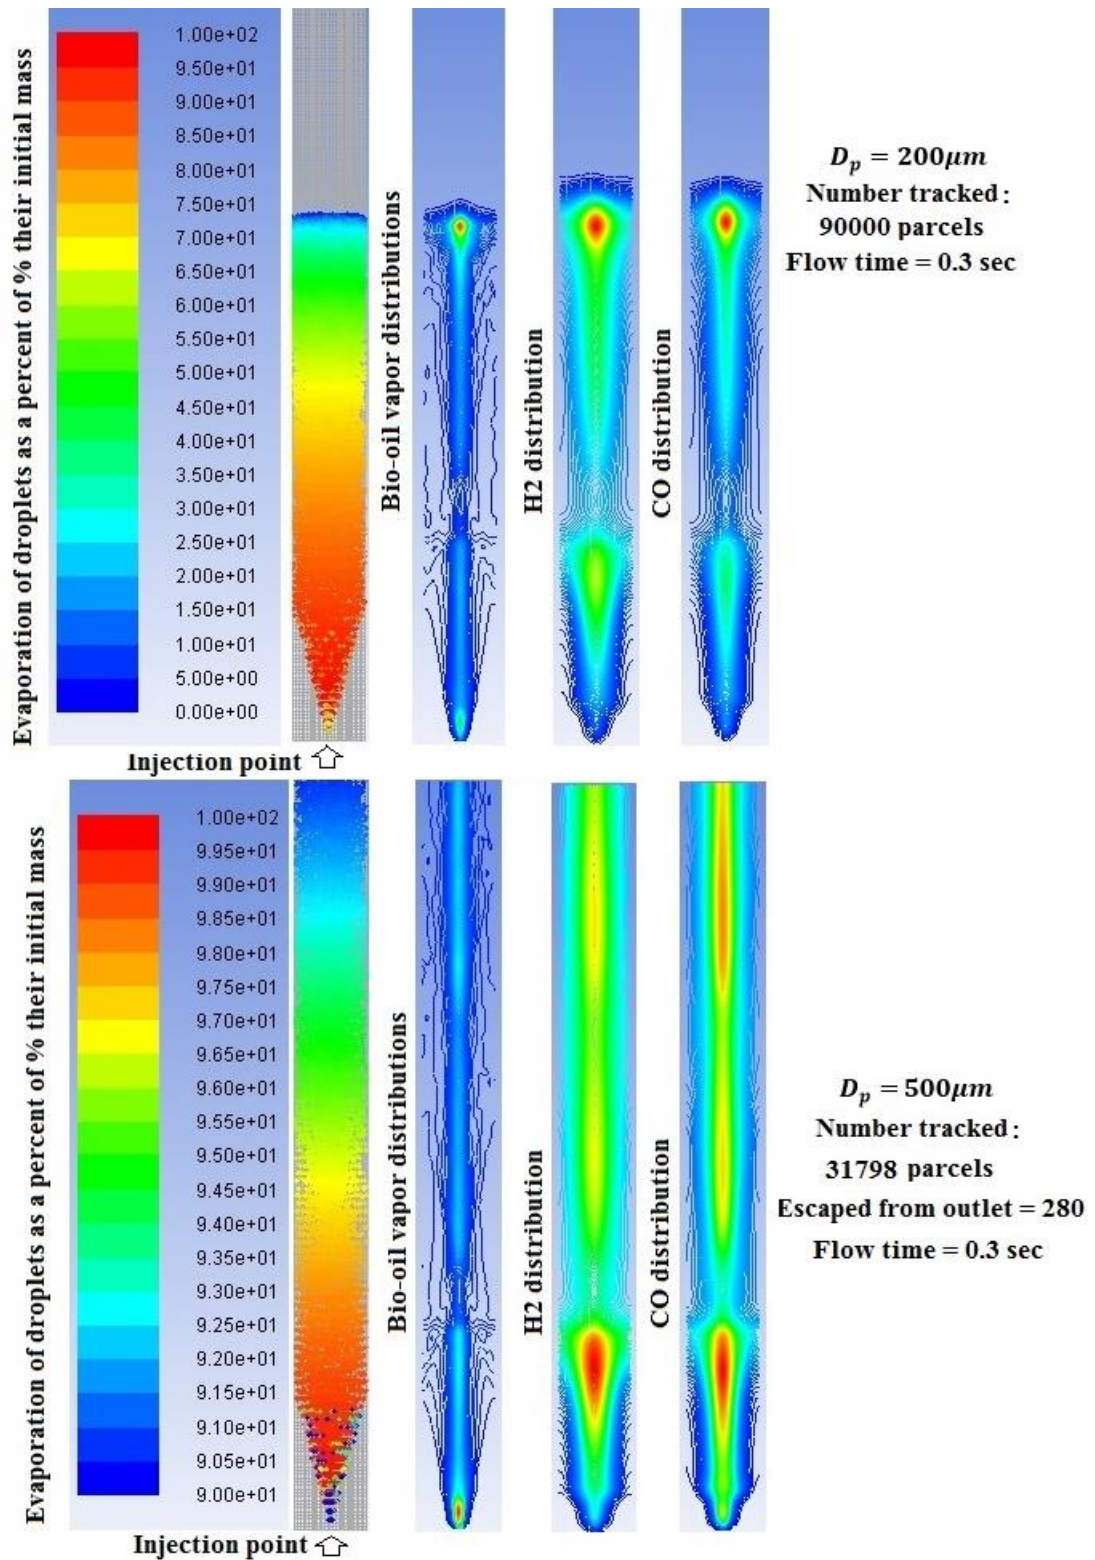 Evaporation of droplets as a percent of % their initial mass
1.00e+02
9.50e+01
9.00e+01
8.50e+01
8.00e+01
7.50e+01
7.00e+01
6.50e+01
6.00e+01
5.50e+01
5.00e+01
4.50e+01
4.00e+01
3.50e+01
3.00e+01
2.50e+01
2.00e+01
1.50e+01
1.00e+01
5.00e+00
0.00e+00
Injection point
Bio-oil vapor distributions
H2 distribution
CO distribution
Dₚ = 200μm
Number tracked:
90000 parcels
Flow time = 0.3 sec
Evaporation of droplets as a percent of % their initial mass
1.00e+02
9.95e+01
9.90e+01
9.85e+01
9.80e+01
9.75e+01
9.70e+01
9.65e+01
9.60e+01
9.55e+01
9.50e+01
9.45e+01
9.40e+01
9.35e+01
9.30e+01
9.25e+01
9.20e+01
9.15e+01
9.10e+01
9.05e+01
9.00e+01
Injection point
Bio-oil vapor distributions
H2 distribution
CO distribution
Dₚ = 500μm
Number tracked:
31798 parcels
Escaped from outlet = 280
Flow time = 0.3 sec